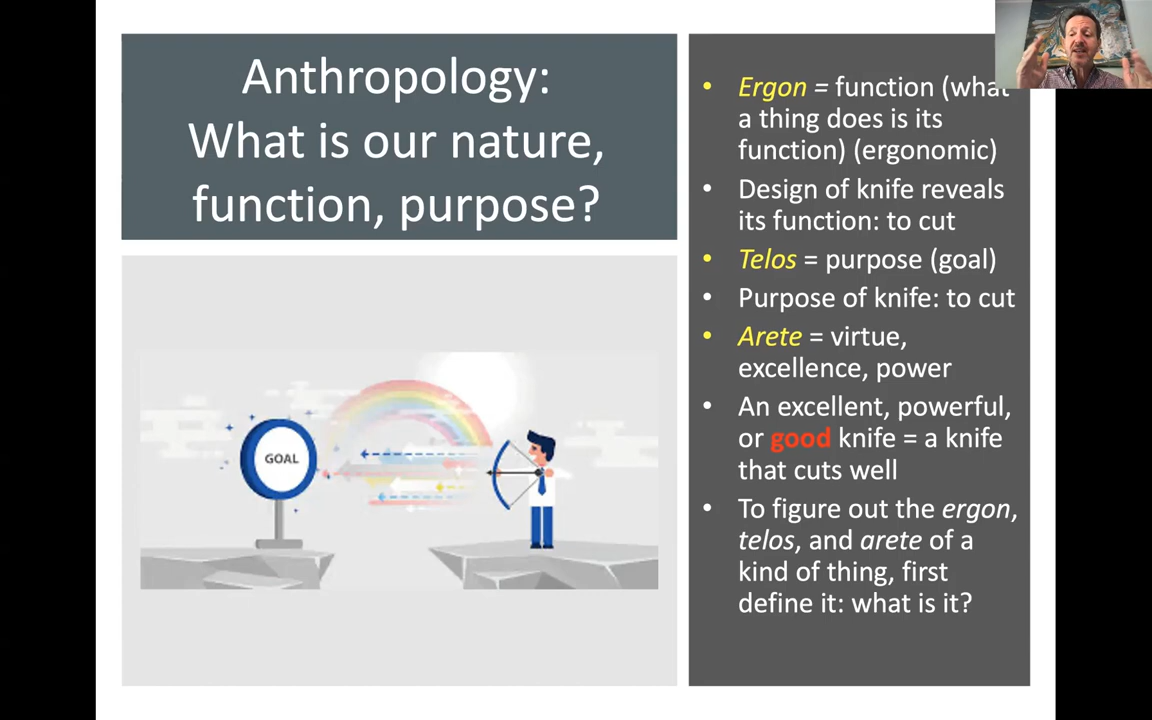 Anthropology:
What is our nature,
function, purpose?
GOAL
• Ergon = function (what
a thing does is its
function) (ergonomic)
• Design of knife reveals
its function: to cut
• Telos = purpose (goal)
• Purpose of knife: to cut
• Arete = virtue,
excellence, power
• An excellent, powerful,
or good knife = a knife
that cuts well
• To figure out the ergon,
telos, and arete of a
kind of thing, first
define it: what is it?